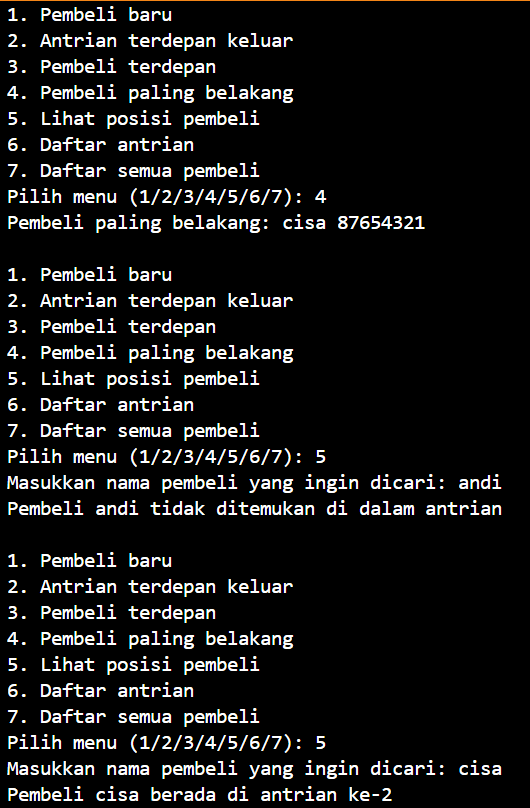 1. Pembeli baru
2. Antrian terdepan keluar
3. Pembeli terdepan
4. Pembeli paling belakang
5. Lihat posisi pembeli
6. Daftar antrian
7. Daftar semua pembeli
Pilih menu (1/2/3/4/5/6/7): 4
Pembeli paling belakang: cisa 87654321

1. Pembeli baru
2. Antrian terdepan keluar
3. Pembeli terdepan
4. Pembeli paling belakang
5. Lihat posisi pembeli
6. Daftar antrian
7. Daftar semua pembeli
Pilih menu (1/2/3/4/5/6/7): 5
Masukkan nama pembeli yang ingin dicari: andi
Pembeli andi tidak ditemukan di dalam antrian

1. Pembeli baru
2. Antrian terdepan keluar
3. Pembeli terdepan
4. Pembeli paling belakang
5. Lihat posisi pembeli
6. Daftar antrian
7. Daftar semua pembeli
Pilih menu (1/2/3/4/5/6/7): 5
Masukkan nama pembeli yang ingin dicari: cisa
Pembeli cisa berada di antrian ke-2